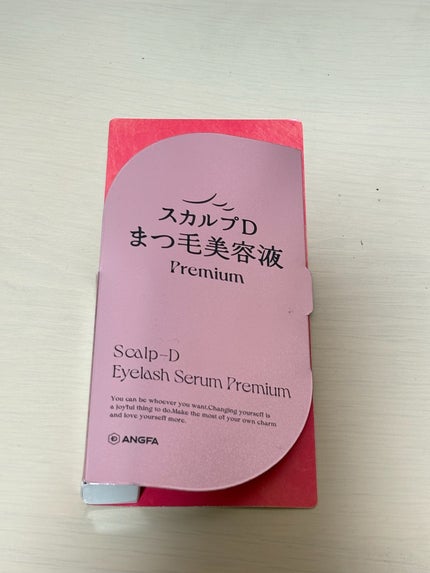 スカルプD
まつ毛美容液
Premium
Scalp-D
Eyelash Serum Premium
You can be whoever you want.Changing yourself is
a joyful thing to do.Make the most of your own charm
and love yourself more.
ANGFA